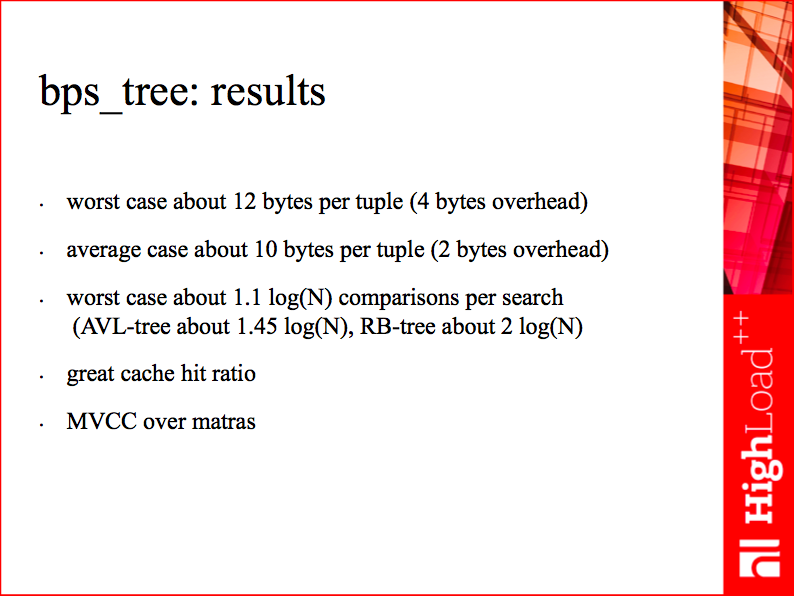 bps_tree: results
· worst case about 12 bytes per tuple (4 bytes overhead)
· average case about 10 bytes per tuple (2 bytes overhead)
· worst case about 1.1 log(N) comparisons per search
(AVL-tree about 1.45 log(N), RB-tree about 2 log(N)
· great cache hit ratio
· MVCC over matras
HighLoad++